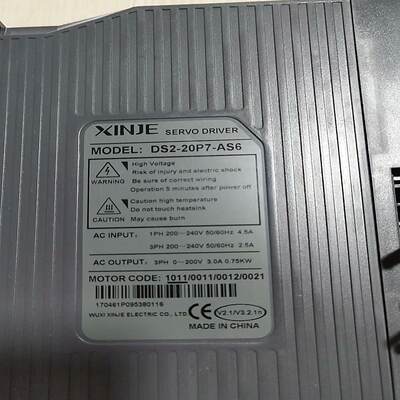 XINJE SERVO DRIVER
MODEL: DS2-20P7-AS6
WARNING
High Voltage
Risk of injury and electric shock
Be sure of correct wiring
Operation 5 minutes after power off
CAUTION
Caution high temperature
Do not touch heatsink
May cause burn
AC INPUT: 1PH 200~240V 50/60Hz 4.5A
3PH 200~240V 50/60Hz 2.5A
AC OUTPUT: 3PH 0~200V 3.0A 0.75KW
MOTOR CODE: 1011/0011/0012/0021
170461P095380116
WUXI XINJE ELECTRIC CO., LTD
CE
V2.1/V3.2.1n
MADE IN CHINA